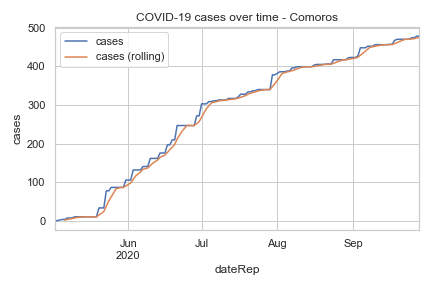 COVID-19 cases over time - Comoros
cases
cases (rolling)
500
400
300
200
100
0
cases
Jun
2020
Jul
Aug
Sep
dateRep